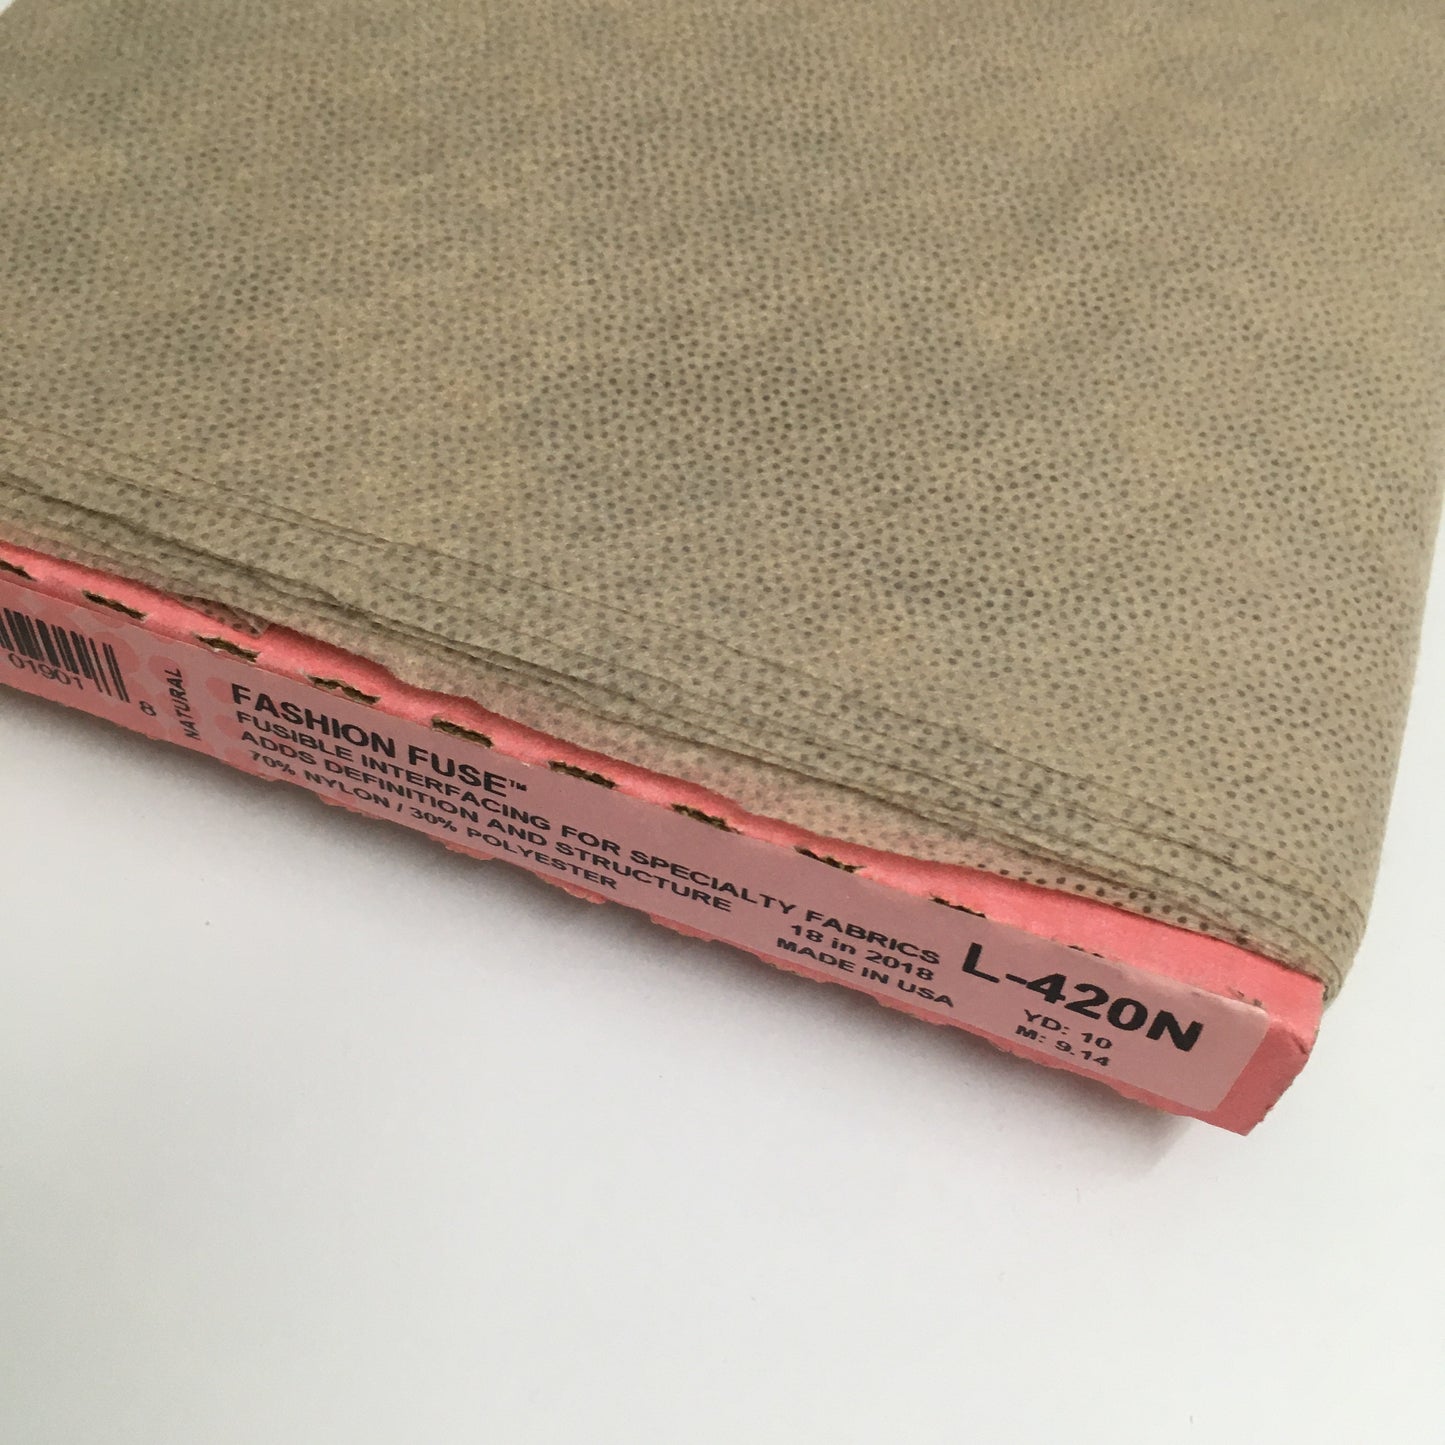 01901
8
NATURAL
FASHION FUSE™
FUSIBLE INTERFACING FOR SPECIALTY FABRICS
ADDS DEFINITION AND STRUCTURE
70% NYLON / 30% POLYESTER
18 in 2018
MADE IN USA
L-420N
YD: 10
M: 9.14